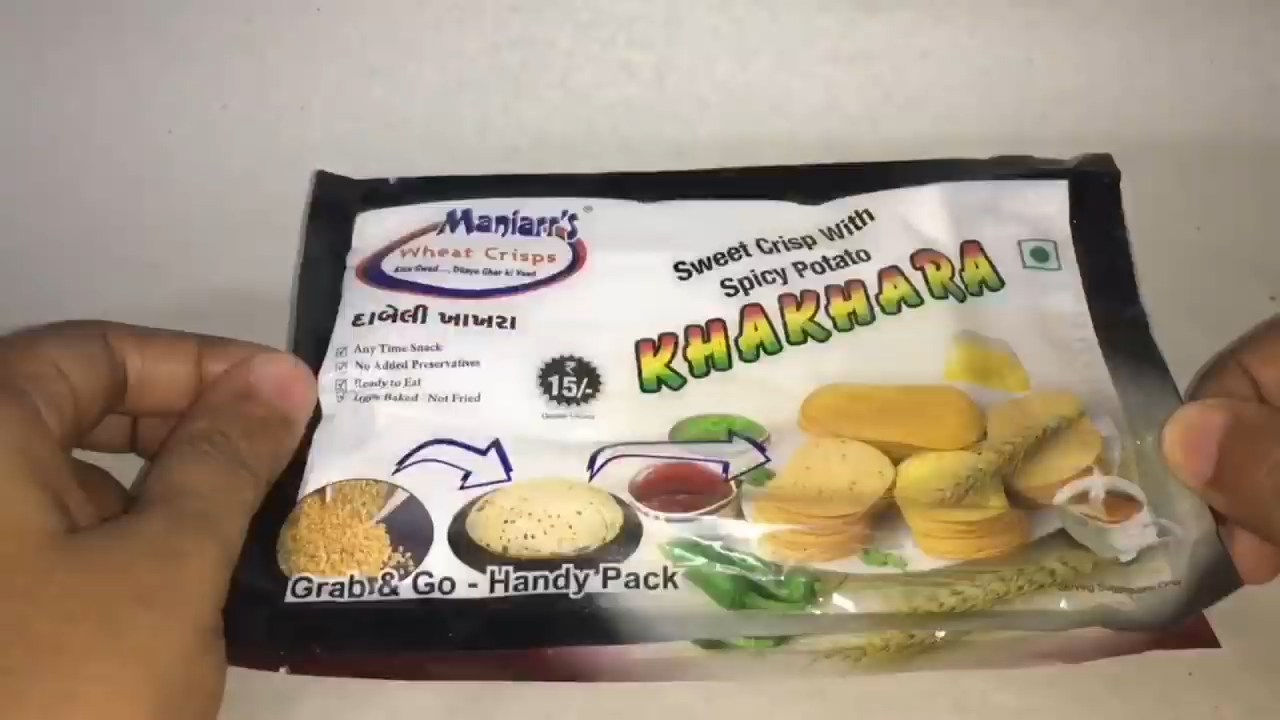 Maniarr's®
Wheat Crisps
દાબેલી ખાખરા
Any Time Snack
No Added Preservatives
Ready to Eat
100% Baked Not Fried
₹
15/-
Sweet Crisp With
Spicy Potato
KHAKHARA
Grab & Go - Handy Pack